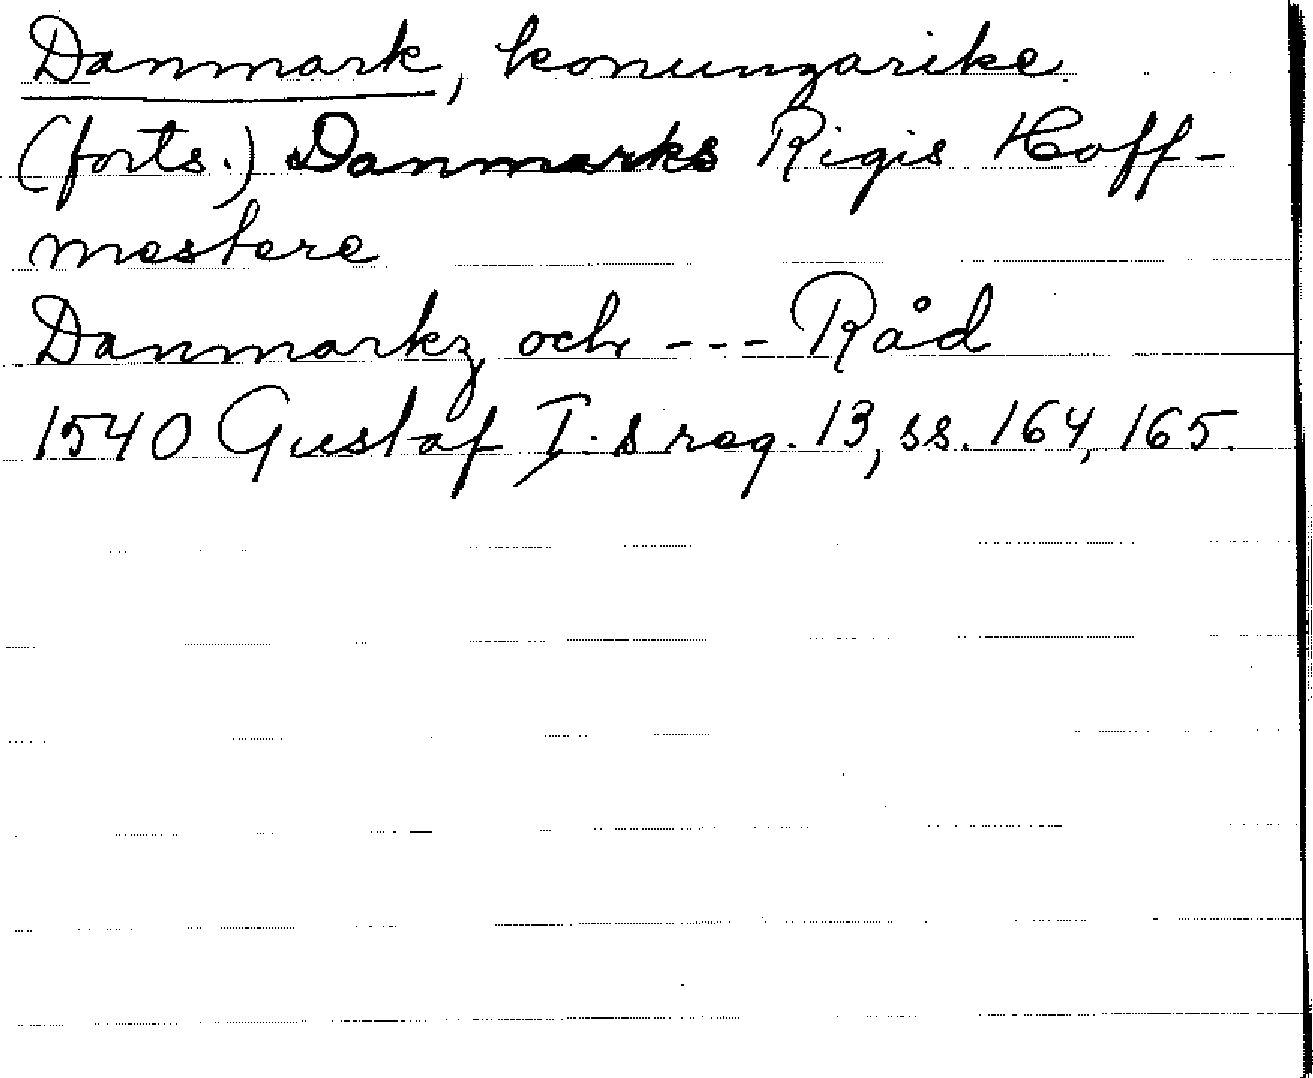 Danmark, konungarike
(forts.) Danmarks Rigis Hoff-
mestere
Danmarkz och --- Råd
1540 Gustaf I.s reg. 13, ss. 164, 165.